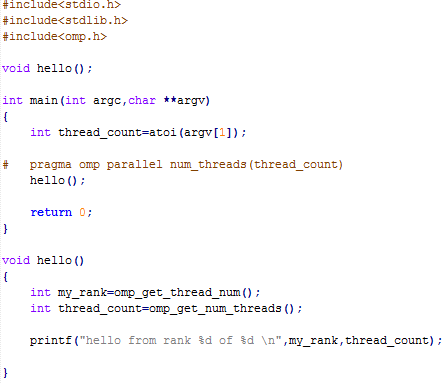 #include<stdio.h>
#include<stdlib.h>
#include<omp.h>
void hello();
int main(int argc,char **argv)
{
    int thread_count=atoi(argv[1]);
#   pragma omp parallel num_threads(thread_count)
    hello();
    return 0;
}
void hello()
{
    int my_rank=omp_get_thread_num();
    int thread_count=omp_get_num_threads();
    printf("hello from rank %d of %d \n",my_rank,thread_count);
}